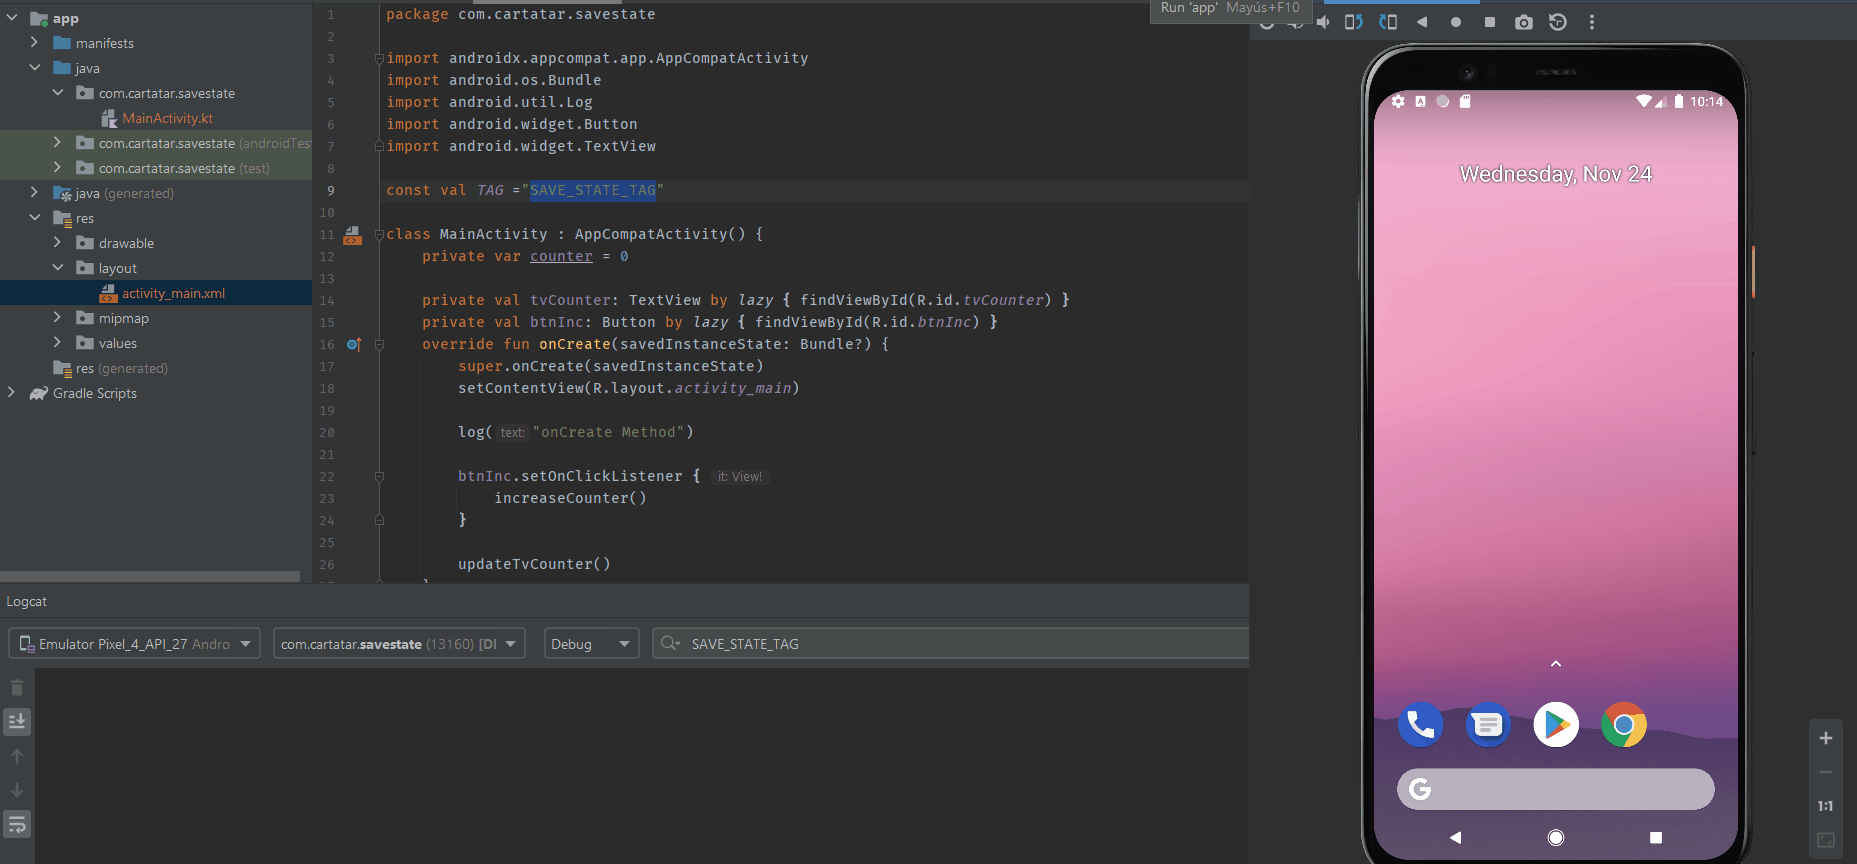 app
manifests
java
com.cartatar.savestate
MainActivity.kt
com.cartatar.savestate (androidTes
com.cartatar.savestate (test)
java (generated)
res
drawable
layout
activity_main.xml
mipmap
values
res (generated)
Gradle Scripts
1 package com.cartatar.savestate
2
3 import androidx.appcompat.app.AppCompatActivity
4 import android.os.Bundle
5 import android.util.Log
6 import android.widget.Button
7 import android.widget.TextView
8
9 const val TAG ="SAVE_STATE_TAG"
10
11 class MainActivity : AppCompatActivity() {
12 private var counter = 0
13
14 private val tvCounter: TextView by lazy { findViewById(R.id.tvCounter) }
15 private val btnInc: Button by lazy { findViewById(R.id.btnInc) }
16 override fun onCreate(savedInstanceState: Bundle?) {
17 super.onCreate(savedInstanceState)
18 setContentView(R.layout.activity_main)
19
20 log( text: "onCreate Method")
21
22 btnInc.setOnClickListener { it: View!
23 increaseCounter()
24 }
25
26 updateTvCounter()
Run 'app' Mayús+F10
10:14
Wednesday, Nov 24
G
1:1
Logcat
Emulator Pixel_4_API_27 Andro
com.cartatar.savestate (13160) [DI
Debug
SAVE_STATE_TAG